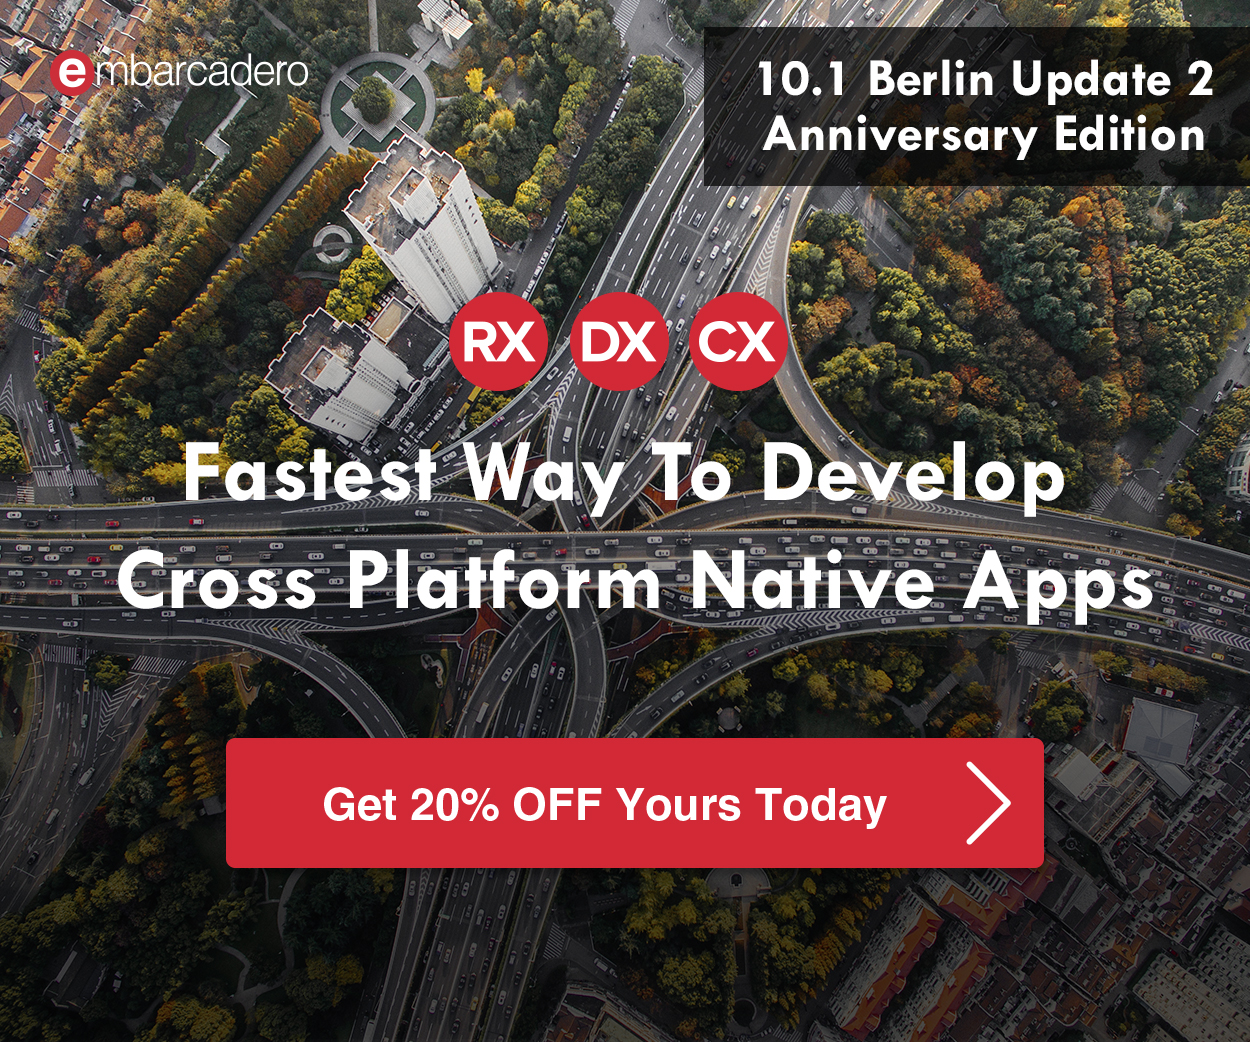 embarcadero
10.1 Berlin Update 2
Anniversary Edition
RX DX CX
Fastest Way To Develop
Cross Platform Native Apps
Get 20% OFF Yours Today